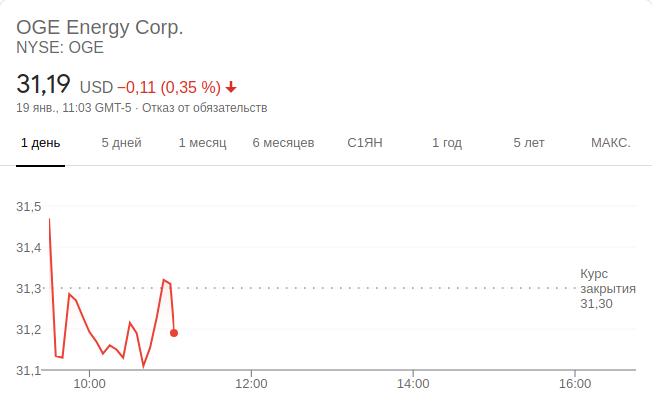 OGE Energy Corp.
NYSE: OGE
31,19 USD −0,11 (0,35 %)
19 янв., 11:03 GMT-5 · Отказ от обязательств
1 день 5 дней 1 месяц 6 месяцев С1ЯН 1 год 5 лет МАКС.
31,5
31,4
31,3
31,2
31,1
Курс
закрытия
31,30
10:00 12:00 14:00 16:00